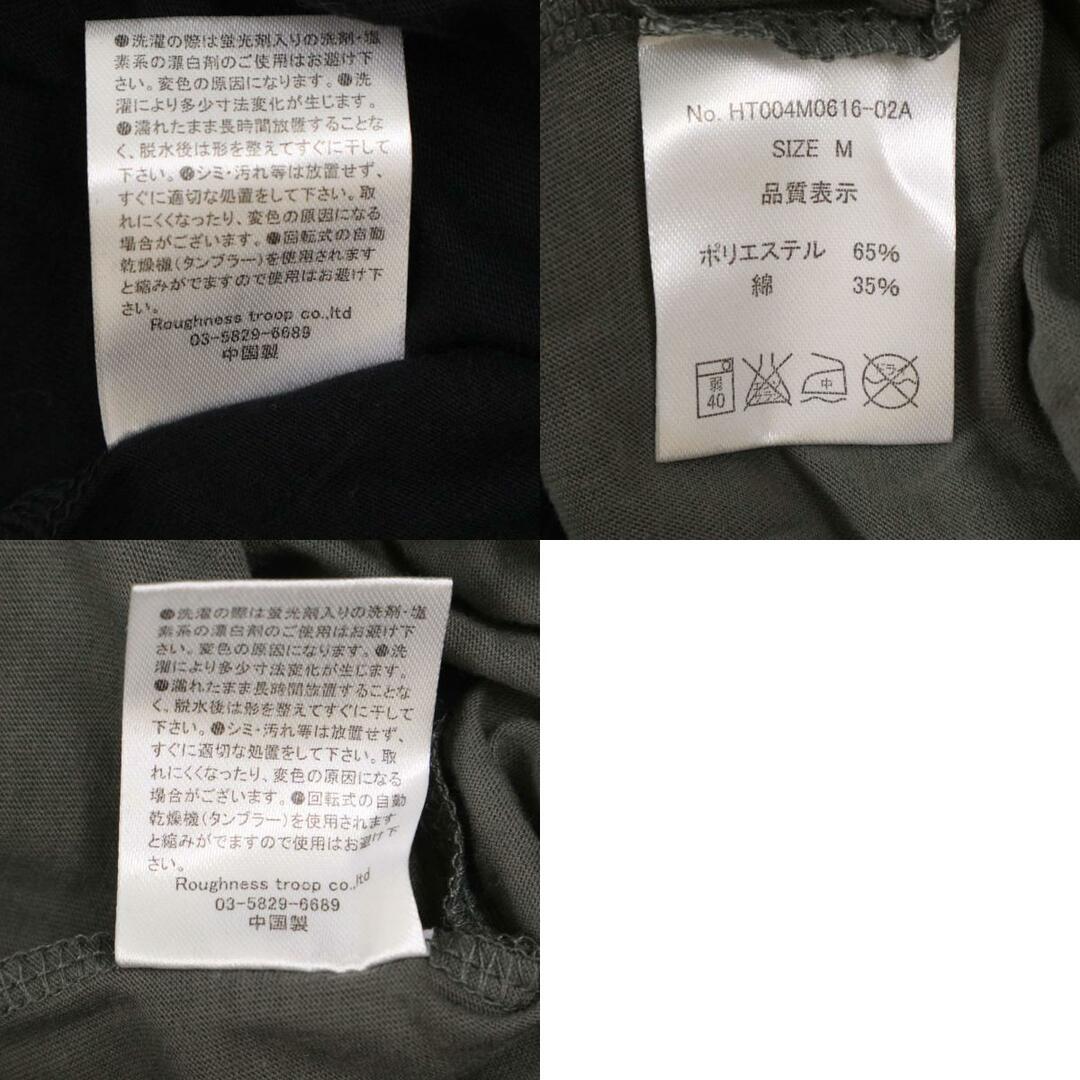 洗濯の際は蛍光剤入りの洗剤・塩
素系の漂白剤のご使用はお避け下
さい。変色の原因になります。洗
濯により多少寸法変化が生じます。
濡れたまま長時間放置することな
く、脱水後は形を整えてすぐに干して
下さい。シミ・汚れ等は放置せず、
すぐに適切な処置をして下さい。取
れにくくなったり、変色の原因になる
場合がございます。回転式の自動
乾燥機(タンブラー)を使用されます
と縮みがでますので使用はお避け下
さい。
Roughness troop co.,ltd
03-5829-6689
中国製
No. HT004M0616-02A
SIZE M
品質表示
ポリエステル 65%
綿 35%
弱 40 エンソ サラシ 中 ドライ
洗濯の際は蛍光剤入りの洗剤・塩
素系の漂白剤のご使用はお避け下
さい。変色の原因になります。洗
濯により多少寸法変化が生じます。
濡れたまま長時間放置することな
く、脱水後は形を整えてすぐに干して
下さい。シミ・汚れ等は放置せず、
すぐに適切な処置をして下さい。取
れにくくなったり、変色の原因になる
場合がございます。回転式の自動
乾燥機(タンブラー)を使用されます
と縮みがでますので使用はお避け下
さい。
Roughness troop co.,ltd
03-5829-6689
中国製